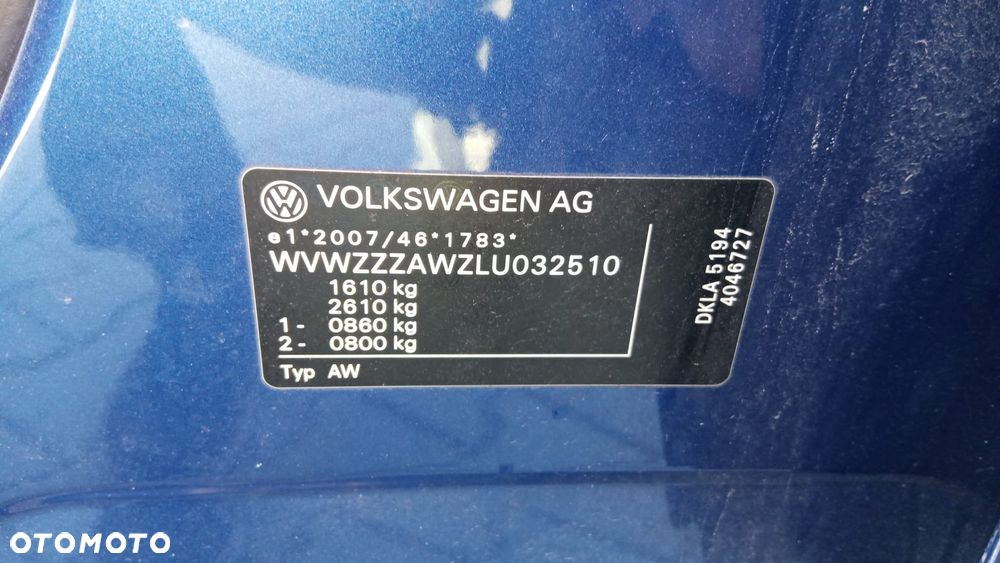 VOLKSWAGEN AG
e1*2007/46*1783*
WVWZZZAWZLU032510
1610 kg
2610 kg
1- 0860 kg
2- 0800 kg
Typ AW
DKLA 5194
4046727
OTOMOTO